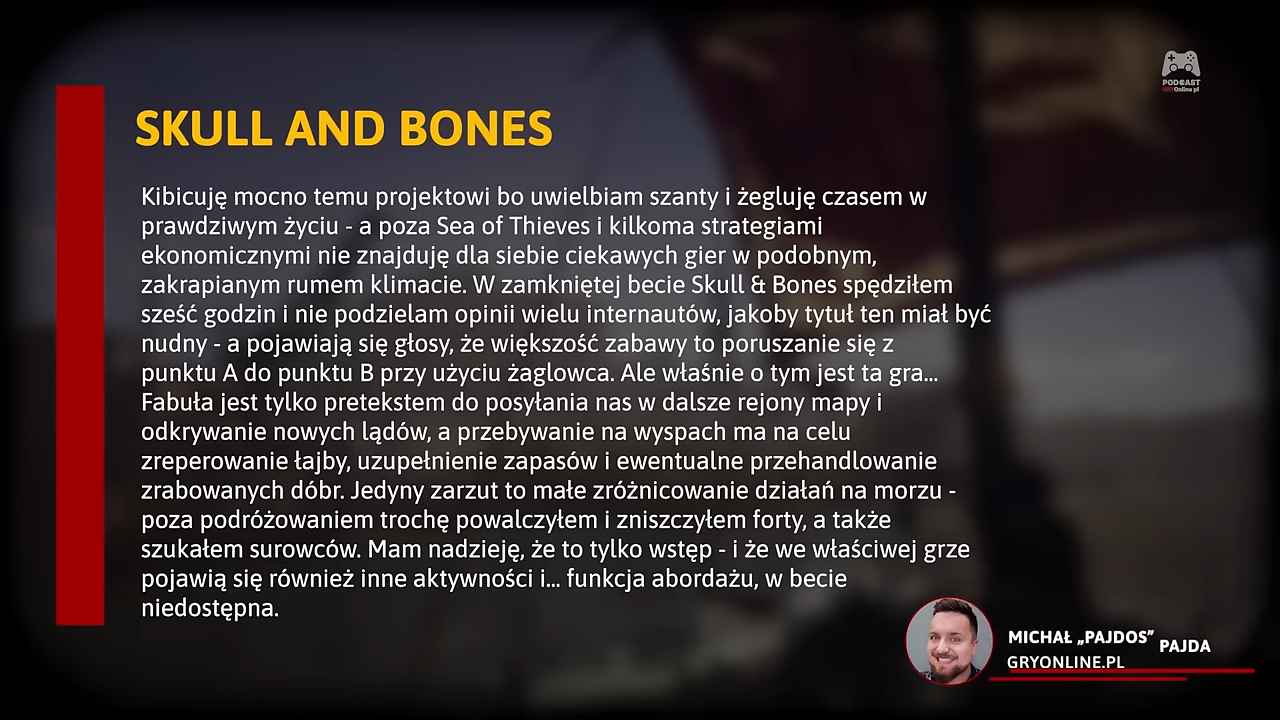 PODCAST
GRYOnline.pl
SKULL AND BONES
Kibicuję mocno temu projektowi bo uwielbiam szanty i żegluję czasem w
prawdziwym życiu - a poza Sea of Thieves i kilkoma strategiami
ekonomicznymi nie znajduję dla siebie ciekawych gier w podobnym,
zakrapianym rumem klimacie. W zamkniętej becie Skull & Bones spędziłem
sześć godzin i nie podzielam opinii wielu internautów, jakoby tytuł ten miał być
nudny - a pojawiają się głosy, że większość zabawy to poruszanie się z
punktu A do punktu B przy użyciu żaglowca. Ale właśnie o tym jest ta gra...
Fabuła jest tylko pretekstem do posyłania nas w dalsze rejony mapy i
odkrywanie nowych lądów, a przebywanie na wyspach ma na celu
zreperowanie łajby, uzupełnienie zapasów i ewentualne przehandlowanie
zrabowanych dóbr. Jedyny zarzut to małe zróżnicowanie działań na morzu -
poza podróżowaniem trochę powalczyłem i zniszczyłem forty, a także
szukałem surowców. Mam nadzieję, że to tylko wstęp - i że we właściwej grze
pojawią się również inne aktywności i... funkcja abordażu, w becie
niedostępna.
MICHAŁ „PAJDOS” PAJDA
GRYONLINE.PL